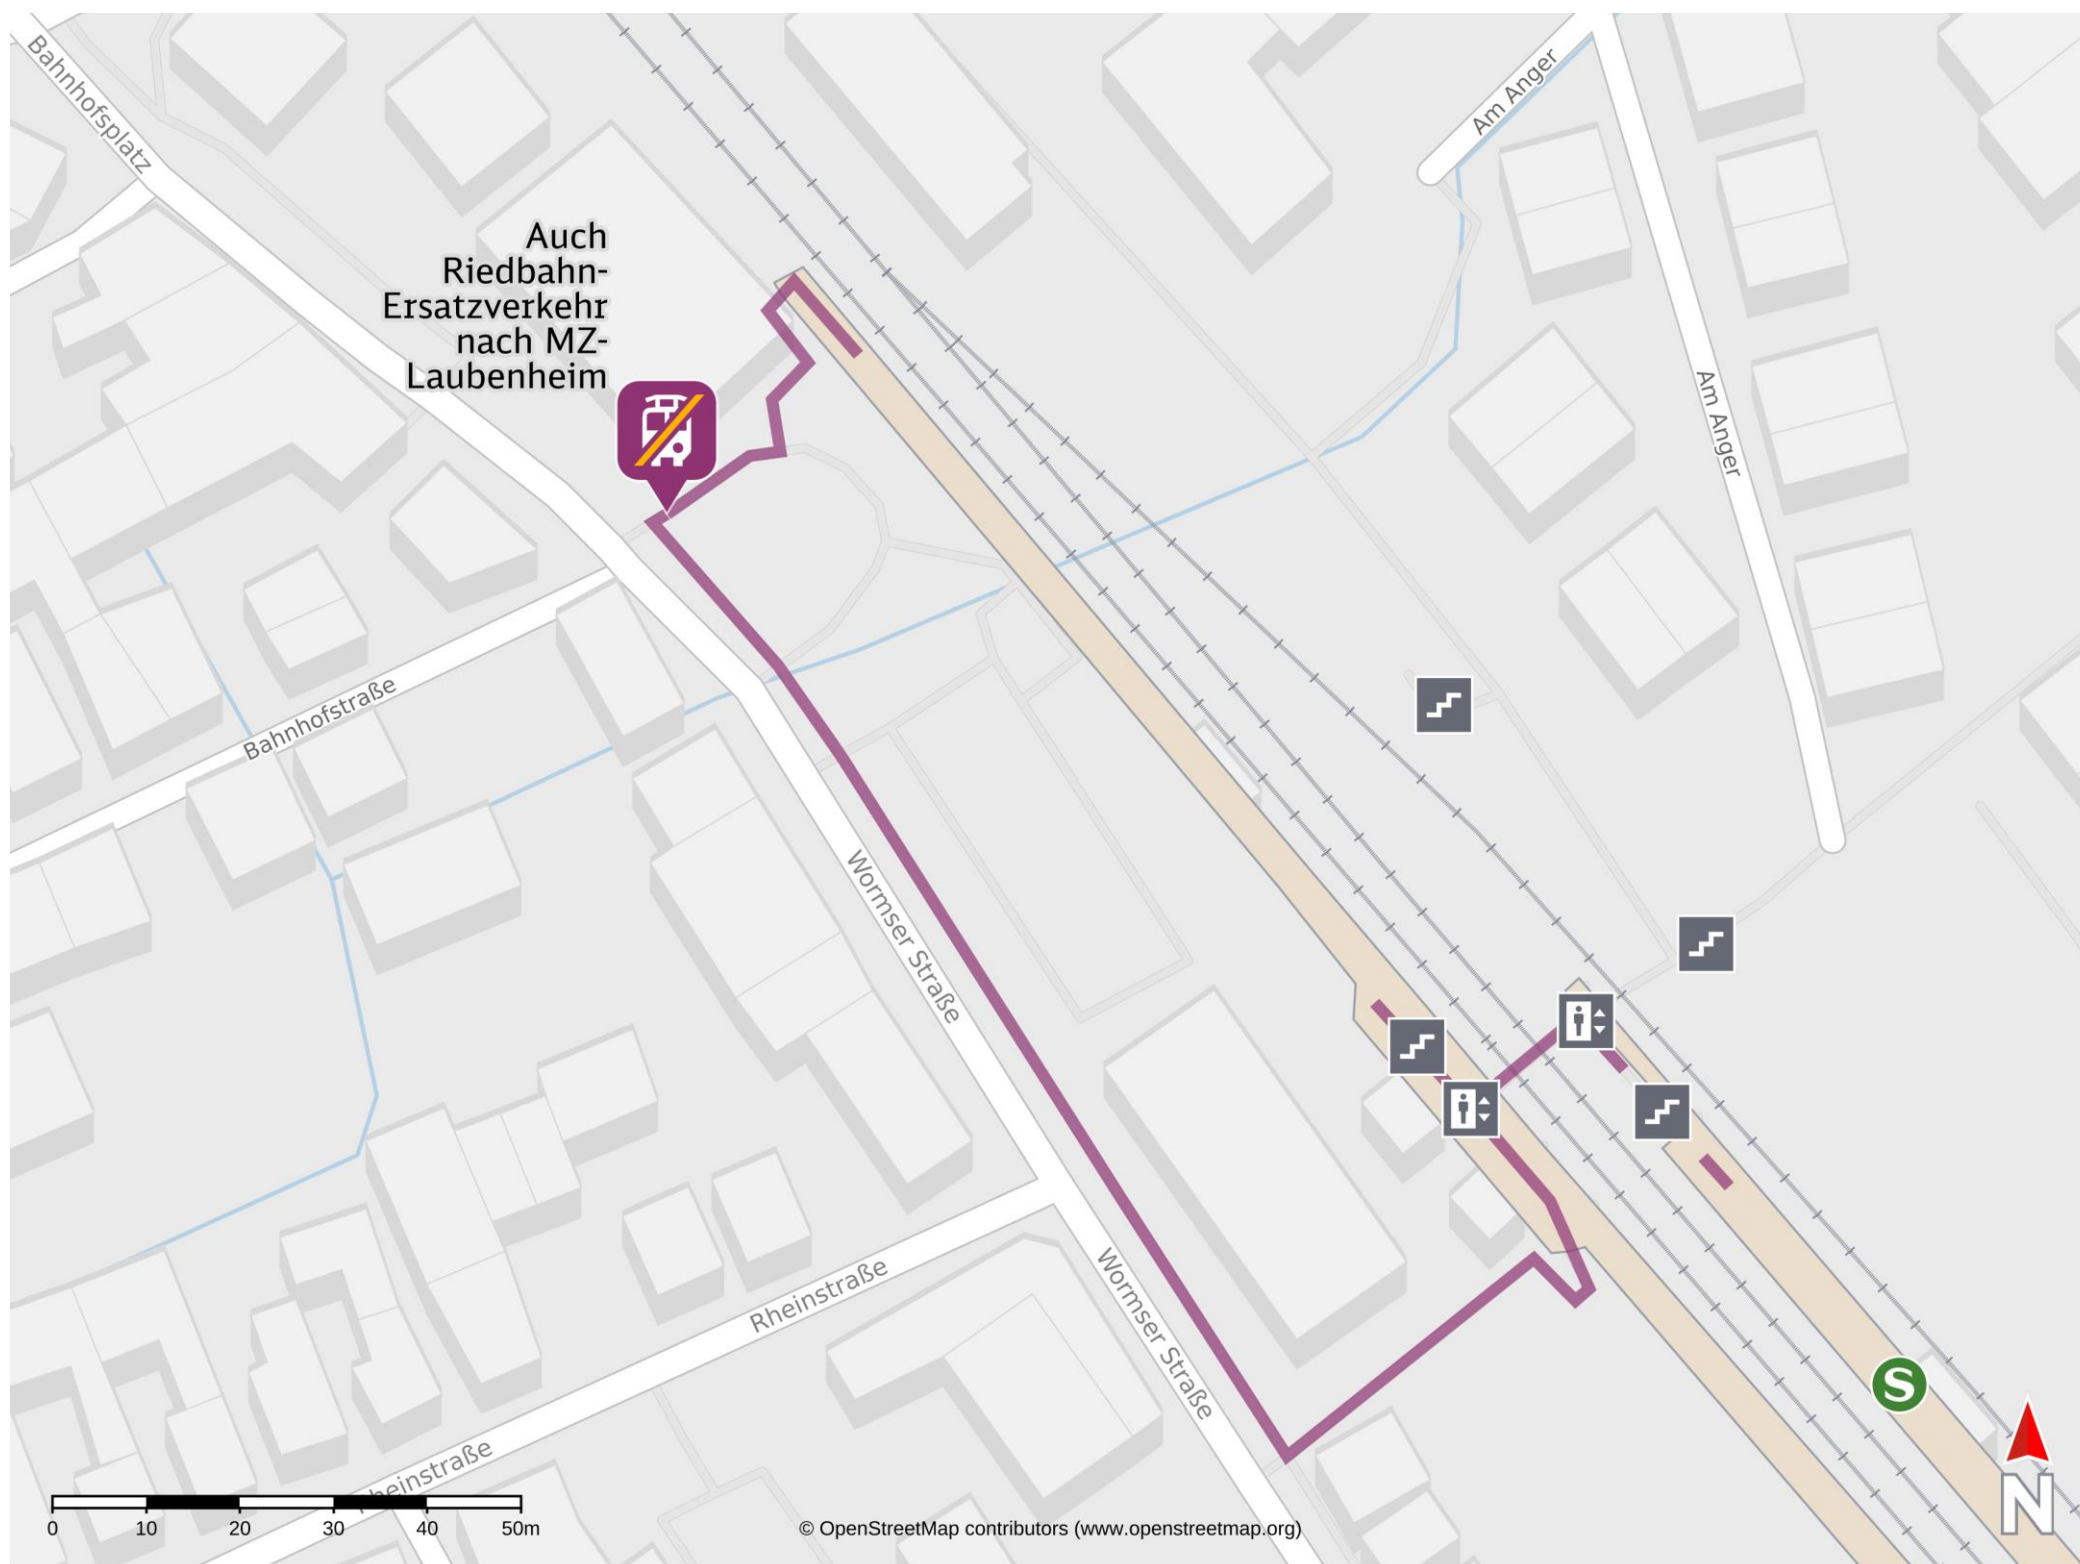 Bahnhofsplatz
Am Anger
Auch
Riedbahn-
Ersatzverkehr
nach MZ-
Laubenheim
Am Anger
Bahnhofstraße
Wormser Straße
Wormser Straße
Rheinstraße
S
Rheinstraße
N
0 10 20 30 40 50m
© OpenStreetMap contributors (www.openstreetmap.org)